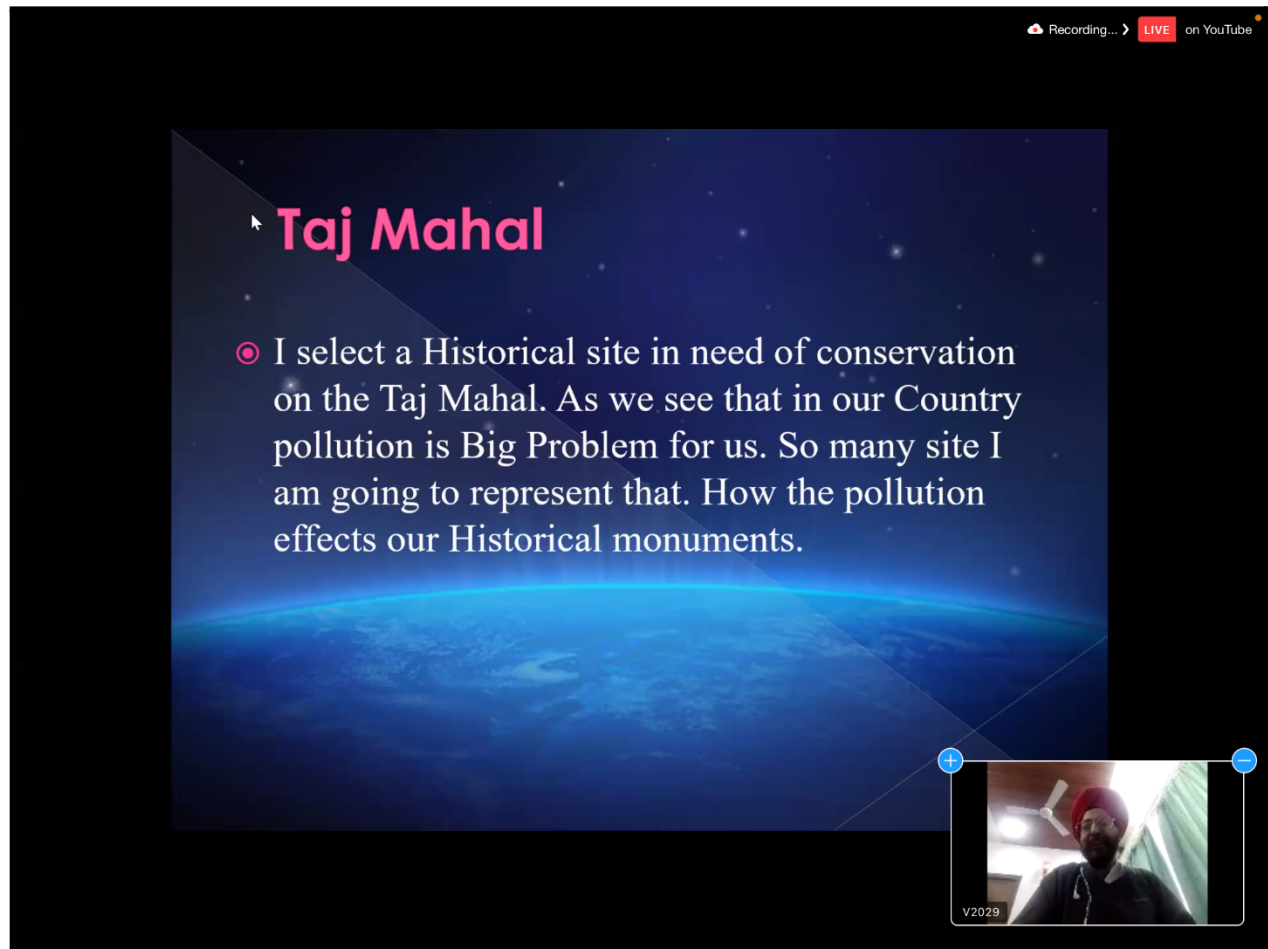 Recording... LIVE on YouTube
Taj Mahal
I select a Historical site in need of conservation
on the Taj Mahal. As we see that in our Country
pollution is Big Problem for us. So many site I
am going to represent that. How the pollution
effects our Historical monuments.
V2029